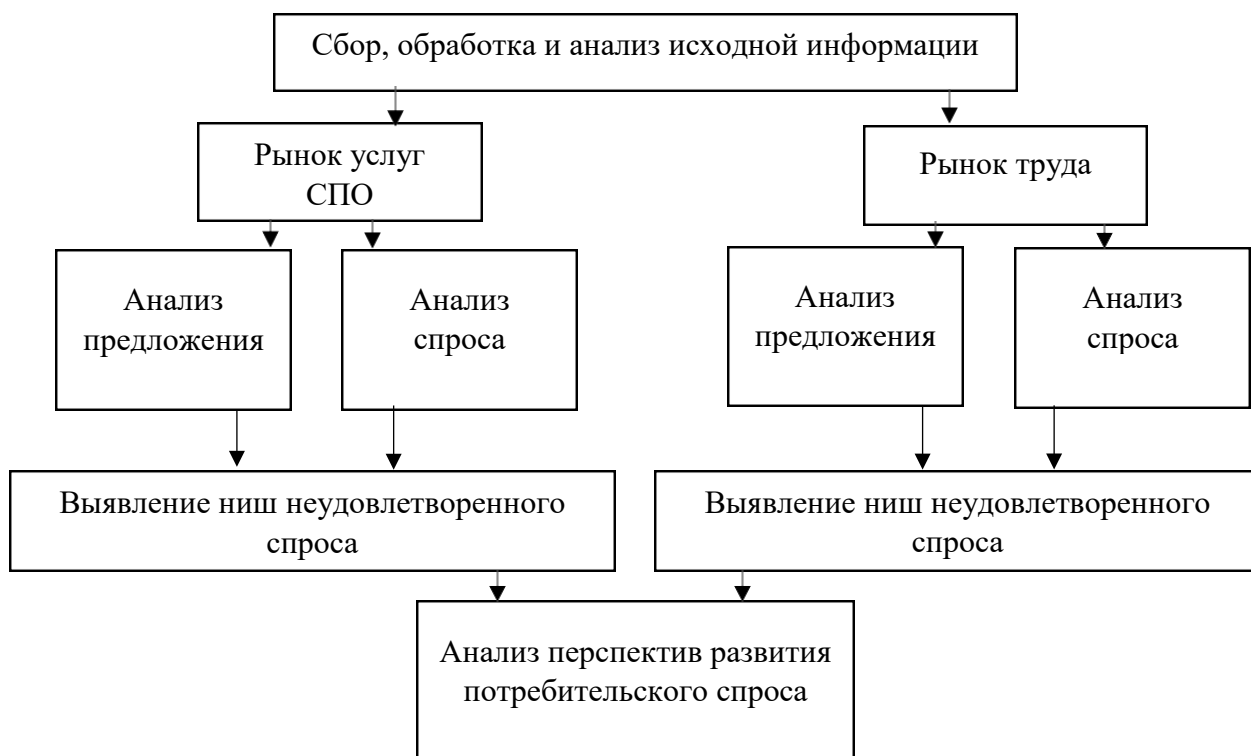 Сбор, обработка и анализ исходной информации
Рынок услуг
СПО
Рынок труда
Анализ
предложения
Анализ
спроса
Анализ
предложения
Анализ
спроса
Выявление ниш неудовлетворенного
спроса
Выявление ниш неудовлетворенного
спроса
Анализ перспектив развития
потребительского спроса